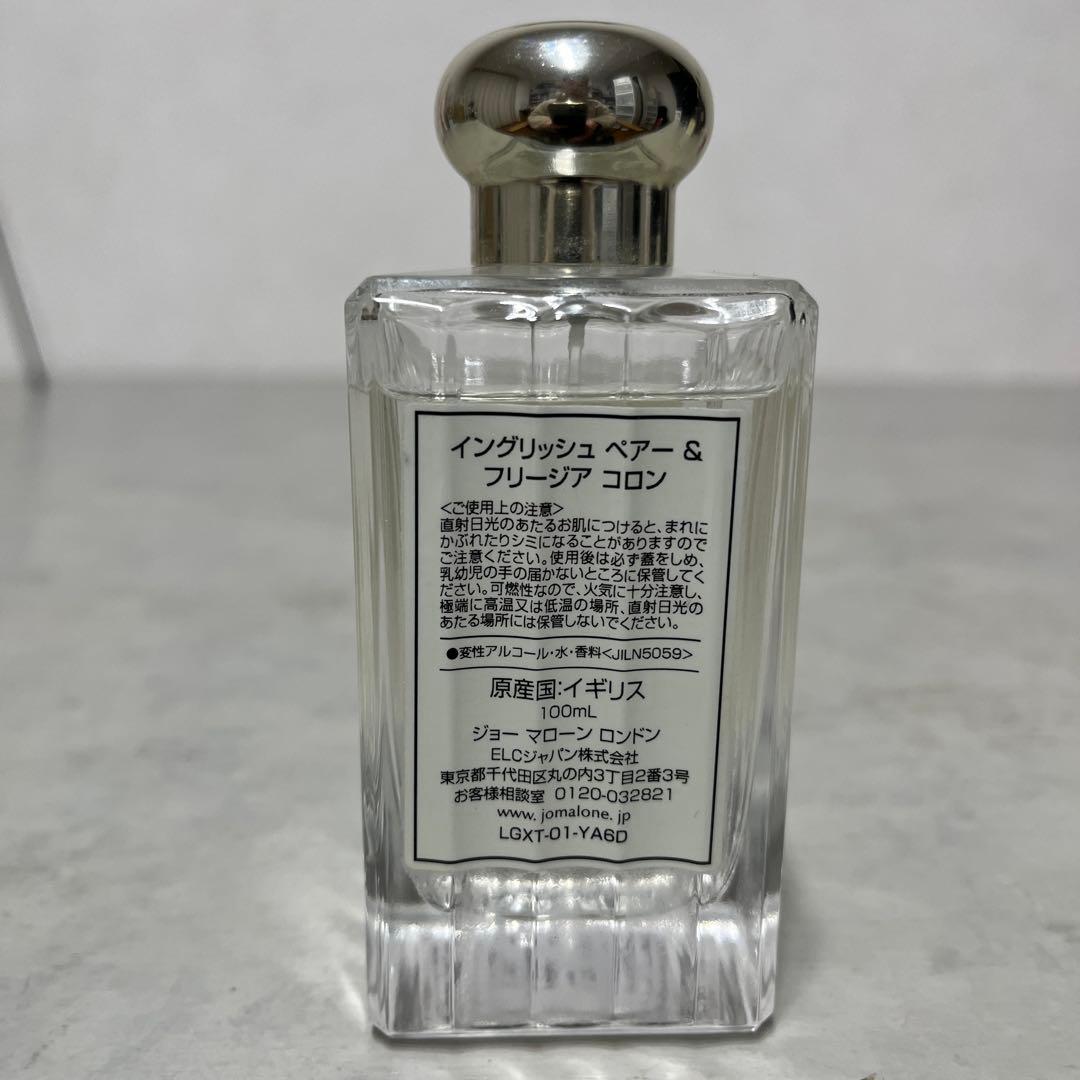 イングリッシュ ペアー &
フリージア コロン
<ご使用上の注意>
直射日光のあたるお肌につけると、まれに
かぶれたりシミになることがありますので
ご注意ください。使用後は必ず蓋をしめ、
乳幼児の手の届かないところに保管してく
ださい。可燃性なので、火気に十分注意し、
極端に高温又は低温の場所、直射日光の
あたる場所には保管しないでください。
●変性アルコール・水・香料<JILN5059>
原産国:イギリス
100mL
ジョー マローン ロンドン
ELCジャパン株式会社
東京都千代田区丸の内3丁目2番3号
お客様相談室 0120-032821
www. jomalone. jp
LGXT-01-YA6D